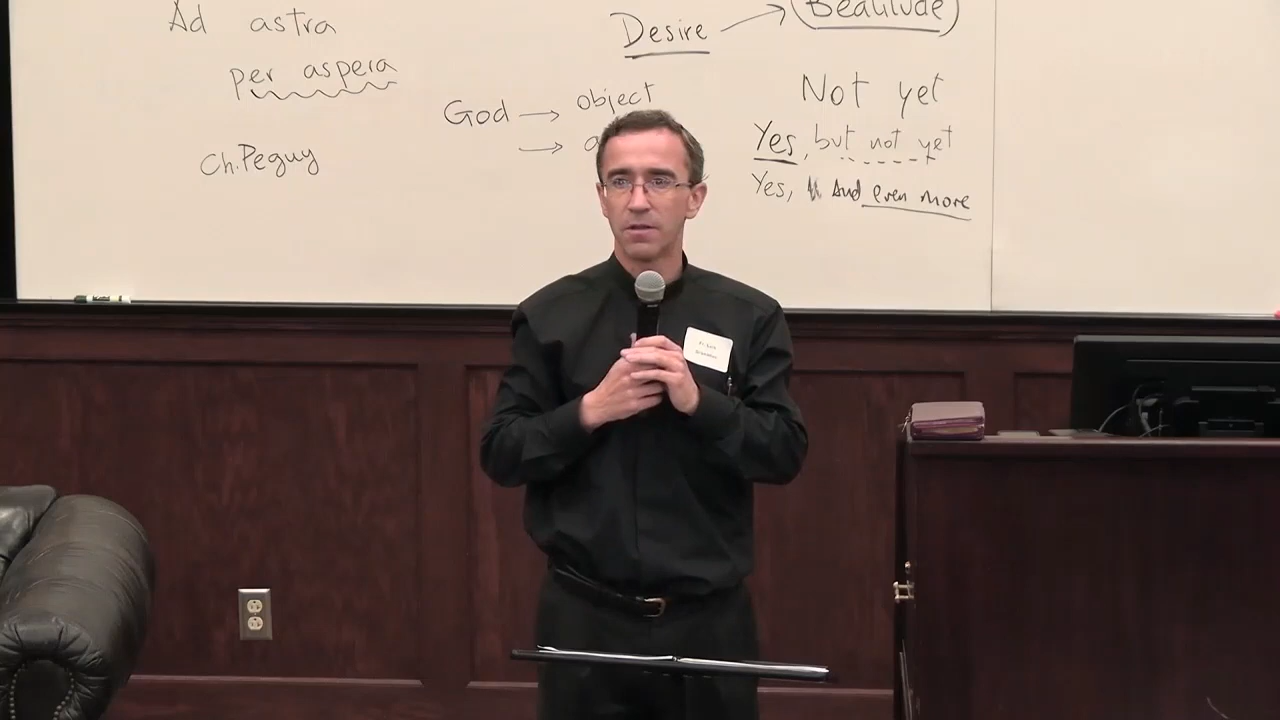 Ad astra
per aspera
Ch. Peguy
God → object
→
Desire → Beatitude
Not yet
Yes, but not yet
Yes, And even more